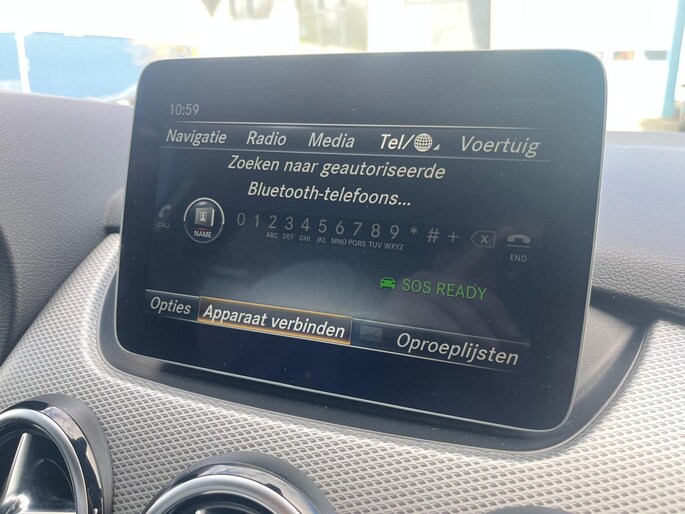 10:59
Navigatie Radio Media Tel/ Voertuig
Zoeken naar geautoriseerde
Bluetooth-telefoons...
0 1 2 3 4 5 6 7 8 9 * # +
ABC DEF GHI JKL MNO PQRS TUV WXYZ
CALL NAME END
SOS READY
Opties Apparaat verbinden Oproeplijsten